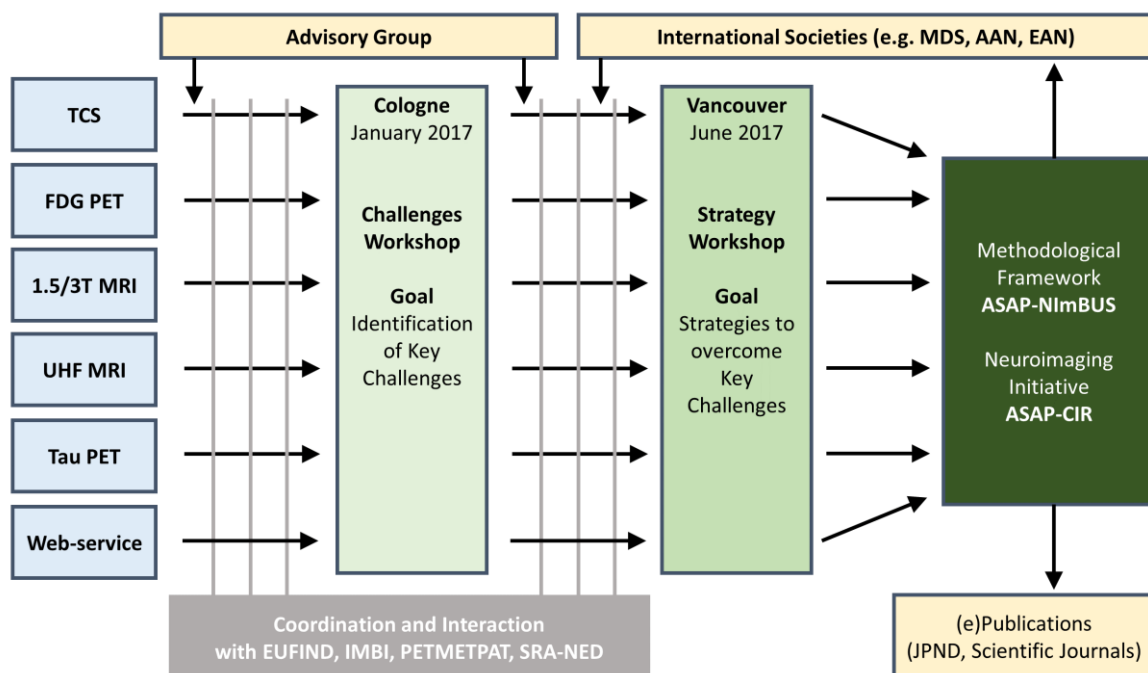 Advisory Group
International Societies (e.g. MDS, AAN, EAN)
TCS
FDG PET
1.5/3T MRI
UHF MRI
Tau PET
Web-service
Cologne
January 2017
Challenges
Workshop
Goal
Identification
of Key
Challenges
Vancouver
June 2017
Strategy
Workshop
Goal
Strategies to
overcome
Key
Challenges
Methodological
Framework
ASAP-NImBUS
Neuroimaging
Initiative
ASAP-CIR
Coordination and Interaction
with EUFIND, IMBI, PETMETPAT, SRA-NED
(e)Publications
(JPND, Scientific Journals)